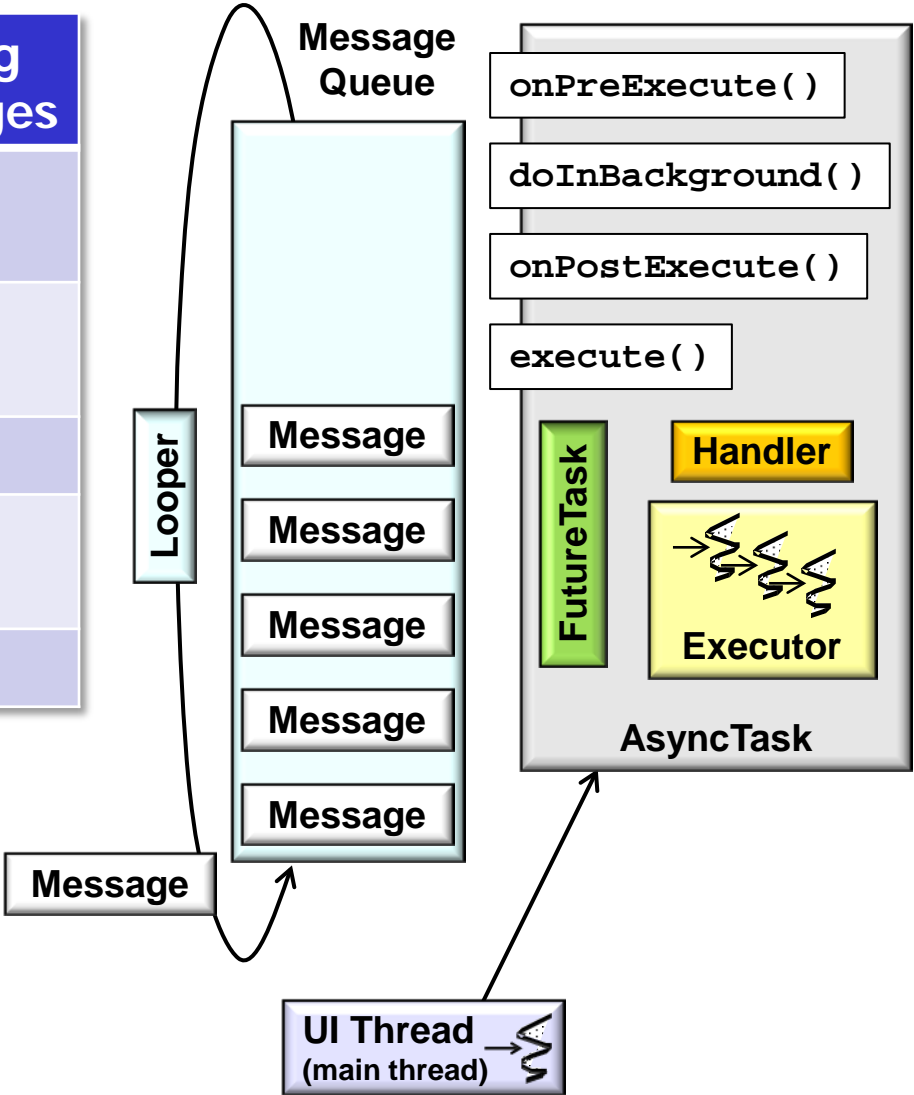 Message
Queue
onPreExecute()
doInBackground()
onPostExecute()
execute()
Looper
Message
Message
Message
Message
Message
Message
FutureTask
Handler
Executor
AsyncTask
UI Thread
(main thread)